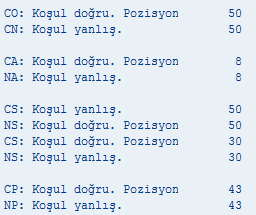 CO: Koşul doğru. Pozisyon 50
CN: Koşul yanlış. 50
CA: Koşul doğru. Pozisyon 8
NA: Koşul yanlış. 8
CS: Koşul yanlış. 50
NS: Koşul doğru. Pozisyon 50
CS: Koşul doğru. Pozisyon 30
NS: Koşul yanlış. 30
CP: Koşul doğru. Pozisyon 43
NP: Koşul yanlış. 43